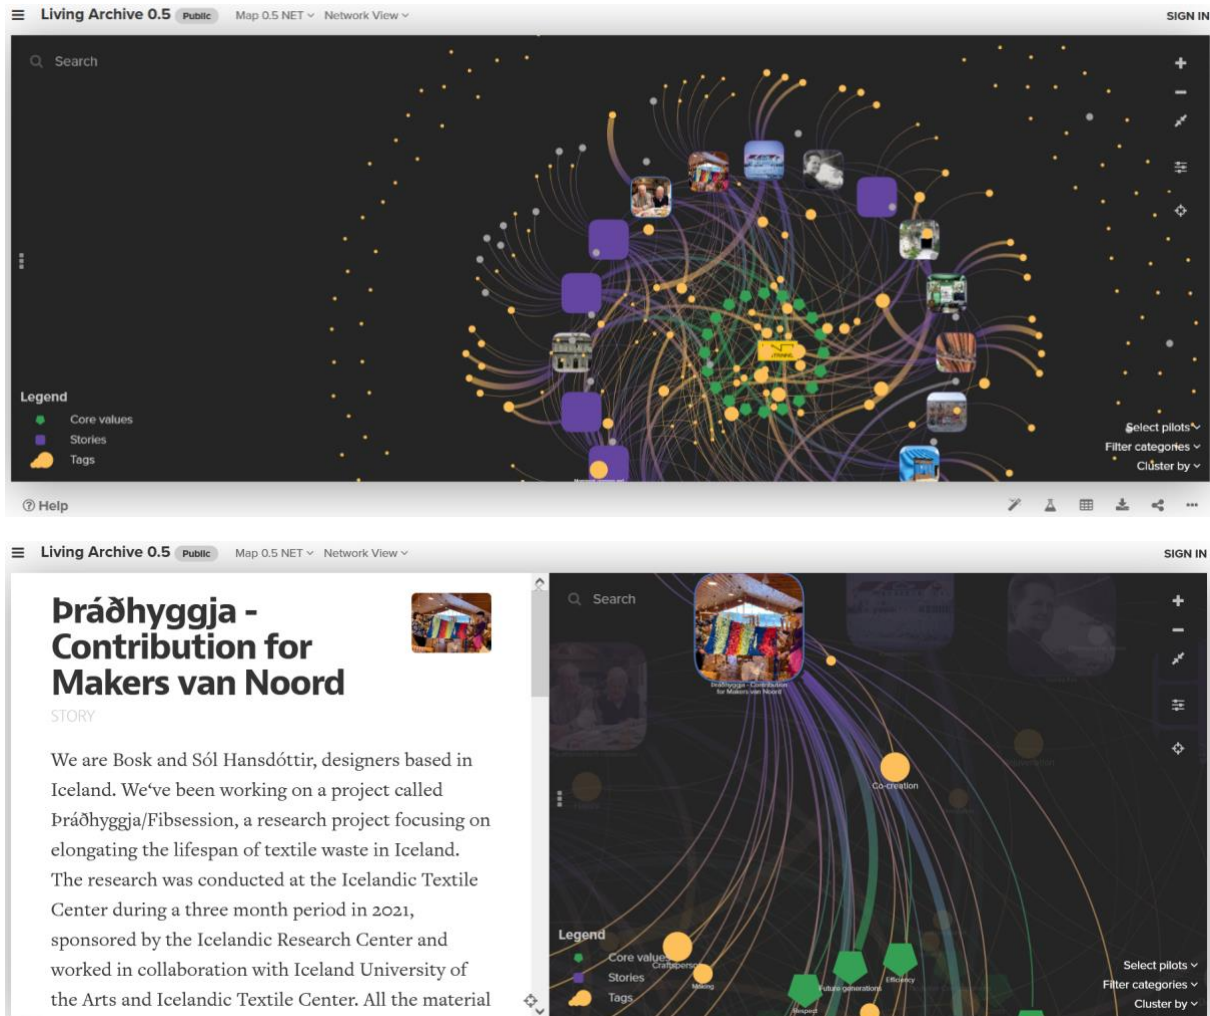 Living Archive 0.5 Public Map 0.5 NET Network View SIGN IN
Search
Legend
Core values
Stories
Tags
Select pilots
Filter categories
Cluster by
Help
Living Archive 0.5 Public Map 0.5 NET Network View SIGN IN
Þráðhyggja -
Contribution for
Makers van Noord
STORY
We are Bosk and Sól Hansdóttir, designers based in
Iceland. We‘ve been working on a project called
Þráðhyggja/Fibsession, a research project focusing on
elongating the lifespan of textile waste in Iceland.
The research was conducted at the Icelandic Textile
Center during a three month period in 2021,
sponsored by the Icelandic Research Center and
worked in collaboration with Iceland University of
the Arts and Icelandic Textile Center. All the material
Search
Þráðhyggja - Contribution
for Makers van Noord
Co-creation
Legend
Core values
Stories
Tags
Craftsperson
Making
Respect
Future generations
Efficiency
Select pilots
Filter categories
Cluster by